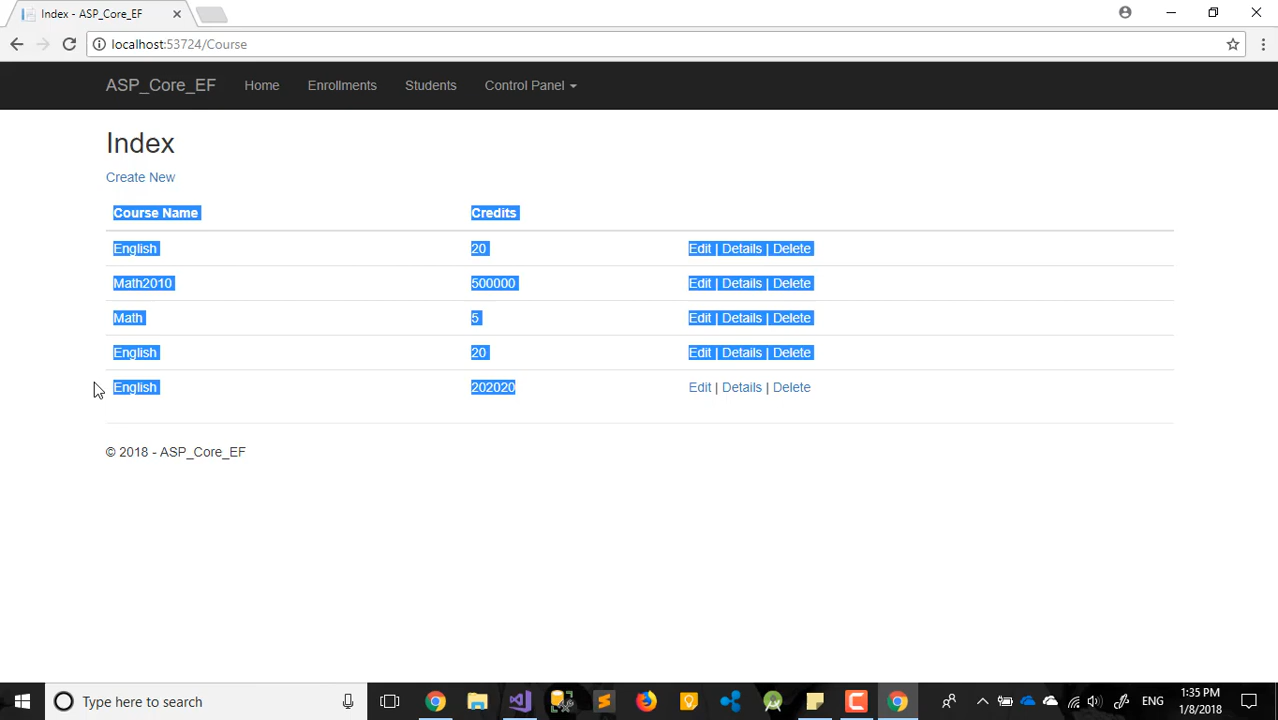 Index - ASP_Core_EF
localhost:53724/Course
ASP_Core_EF Home Enrollments Students Control Panel
Index
Create New
Course Name Credits
English 20 Edit | Details | Delete
Math2010 500000 Edit | Details | Delete
Math 5 Edit | Details | Delete
English 20 Edit | Details | Delete
English 202020 Edit | Details | Delete
© 2018 - ASP_Core_EF
Type here to search
ENG
1:35 PM
1/8/2018